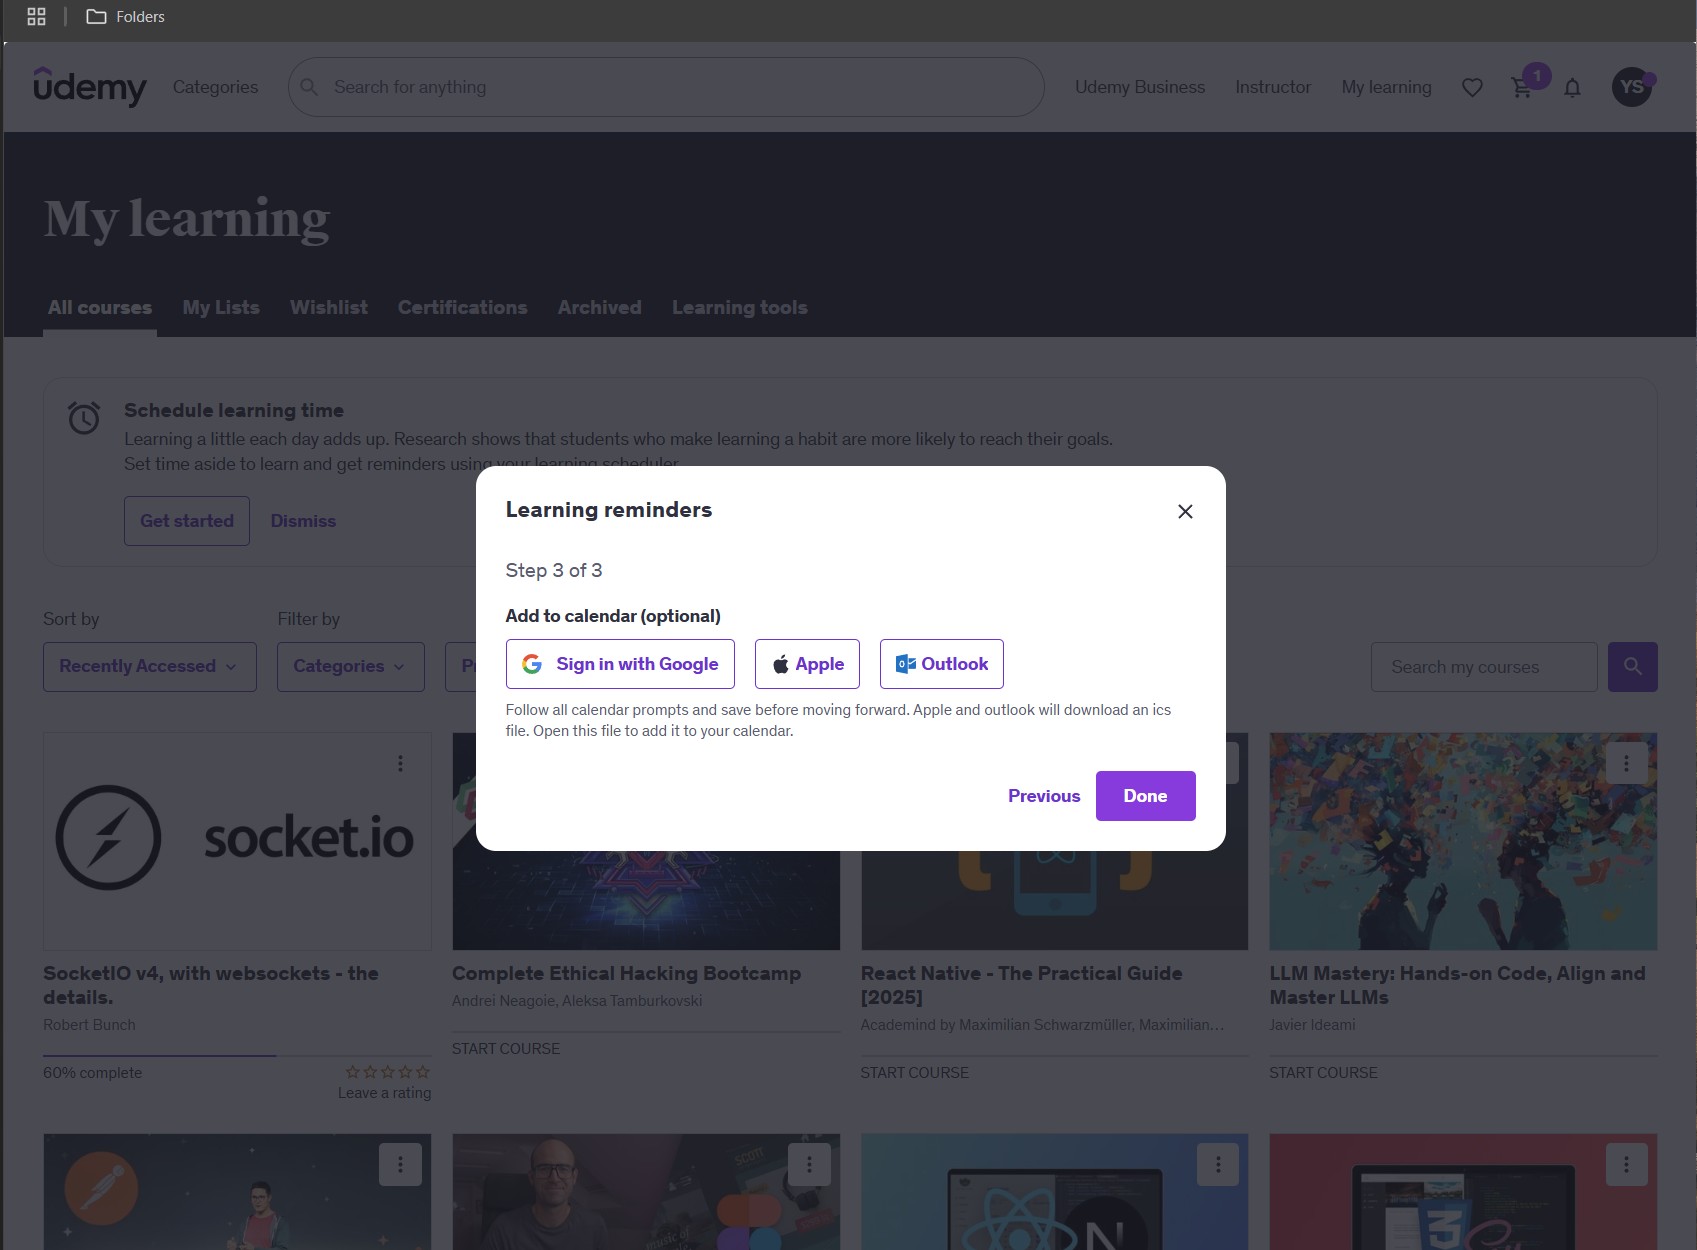 Folders
udemy
Categories
Search for anything
Udemy Business
Instructor
My learning
1
YS
My learning
All courses
My Lists
Wishlist
Certifications
Archived
Learning tools
Schedule learning time
Learning a little each day adds up. Research shows that students who make learning a habit are more likely to reach their goals.
Set time aside to learn and get reminders using your learning scheduler.
Get started
Dismiss
Learning reminders
Step 3 of 3
Add to calendar (optional)
Sign in with Google
Apple
Outlook
Follow all calendar prompts and save before moving forward. Apple and outlook will download an ics
file. Open this file to add it to your calendar.
Previous
Done
Sort by
Filter by
Recently Accessed
Categories
Search my courses
socket.io
SocketIO v4, with websockets - the
details.
Robert Bunch
60% complete
Leave a rating
Complete Ethical Hacking Bootcamp
Andrei Neagoie, Aleksa Tamburkovski
START COURSE
React Native - The Practical Guide
[2025]
Academind by Maximilian Schwarzmüller, Maximilian...
START COURSE
LLM Mastery: Hands-on Code, Align and
Master LLMs
Javier Ideami
START COURSE
SCOTT
music of
N
3